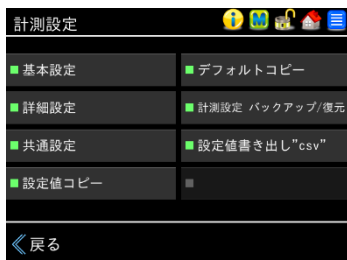 計測設定
M
基本設定
デフォルトコピー
詳細設定
計測設定 バックアップ/復元
共通設定
設定値書き出し"csv"
設定値コピー
戻る